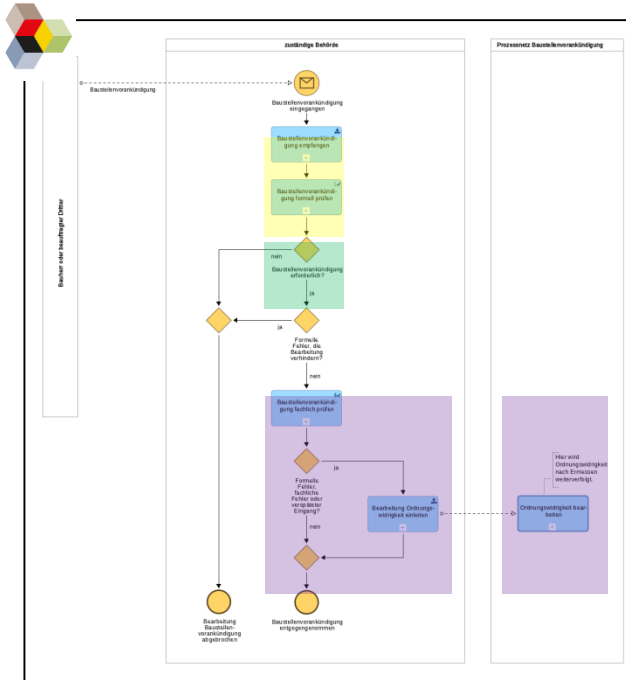 zuständige Behörde
Prozessnetz Baustellenvorankündigung
Bauherr oder beauftragter Dritter
Baustellenvorankündigung
Baustellenvorankündigung
eingegangen
Baustellenvorankündi-
gung empfangen
Baustellenvorankündi-
gung formell prüfen
nein
Baustellenvorankündigung
erforderlich?
ja
ja
Formelle
Fehler, die
Bearbeitung
verhindern?
nein
Baustellenvorankündi-
gung fachlich prüfen
ja
Formelle
Fehler,
fachliche
Fehler oder
verspäteter
Eingang?
nein
Bearbeitung Ordnungs-
widrigkeit einleiten
Hier wird
Ordnungswidrigkeit
nach Ermessen
weiterverfolgt.
Ordnungswidrigkeit bear-
beiten
Bearbeitung
Baustellen-
vorankündigung
abgebrochen
Baustellenvorankündigung
entgegengenommen